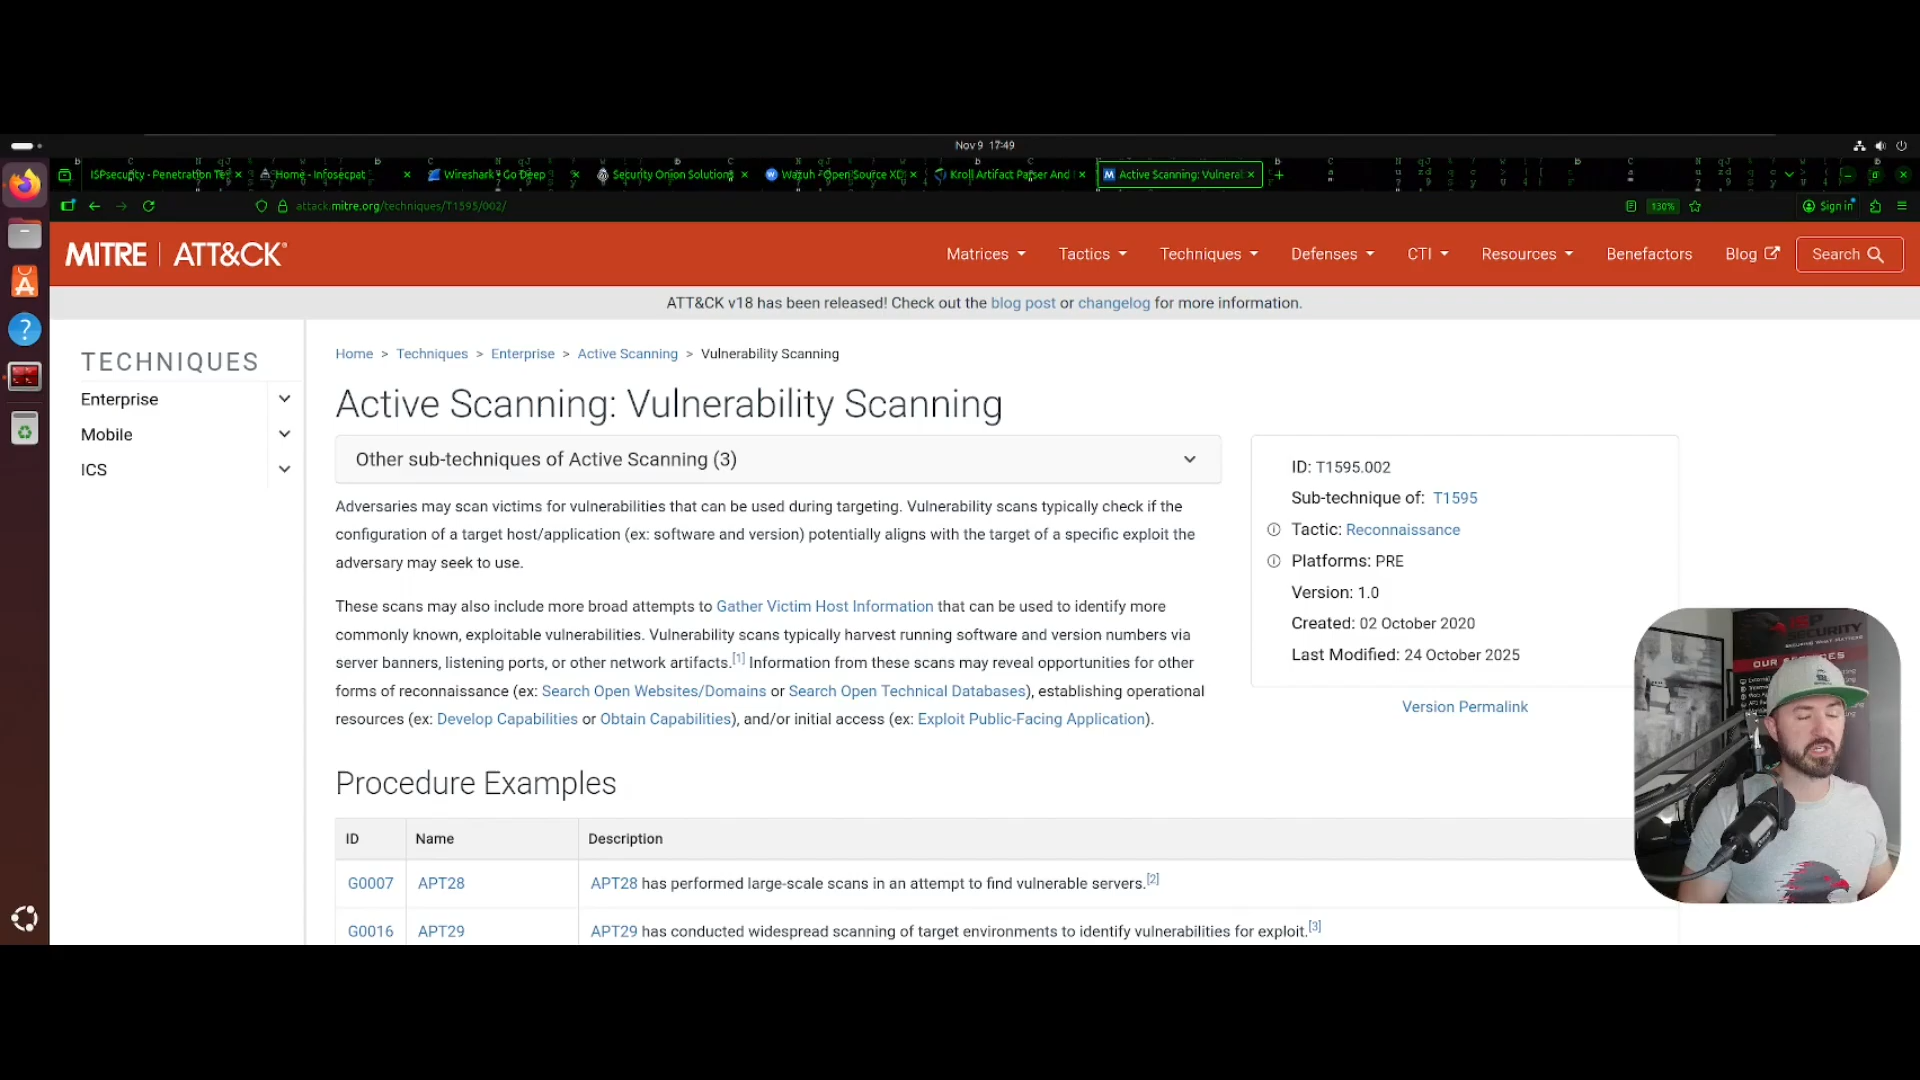 Nov 9 17:49
ISPsecurity - Penetration Te
Home - Infosecpat
Wireshark · Go Deep
Security Onion Solutions
Wazuh - Open Source XD
Kroll Artifact Parser And
Active Scanning: Vulnera
attack.mitre.org/techniques/T1595/002/
130%
Sign in
MITRE | ATT&CK®
Matrices
Tactics
Techniques
Defenses
CTI
Resources
Benefactors
Blog
Search
ATT&CK v18 has been released! Check out the blog post or changelog for more information.
TECHNIQUES
Enterprise
Mobile
ICS
Home > Techniques > Enterprise > Active Scanning > Vulnerability Scanning
Active Scanning: Vulnerability Scanning
Other sub-techniques of Active Scanning (3)
Adversaries may scan victims for vulnerabilities that can be used during targeting. Vulnerability scans typically check if the
configuration of a target host/application (ex: software and version) potentially aligns with the target of a specific exploit the
adversary may seek to use.
These scans may also include more broad attempts to Gather Victim Host Information that can be used to identify more
commonly known, exploitable vulnerabilities. Vulnerability scans typically harvest running software and version numbers via
server banners, listening ports, or other network artifacts.[1] Information from these scans may reveal opportunities for other
forms of reconnaissance (ex: Search Open Websites/Domains or Search Open Technical Databases), establishing operational
resources (ex: Develop Capabilities or Obtain Capabilities), and/or initial access (ex: Exploit Public-Facing Application).
ID: T1595.002
Sub-technique of: T1595
Tactic: Reconnaissance
Platforms: PRE
Version: 1.0
Created: 02 October 2020
Last Modified: 24 October 2025
Version Permalink
Procedure Examples
ID Name Description
G0007 APT28 APT28 has performed large-scale scans in an attempt to find vulnerable servers.[2]
G0016 APT29 APT29 has conducted widespread scanning of target environments to identify vulnerabilities for exploit.[3]
SECURITY